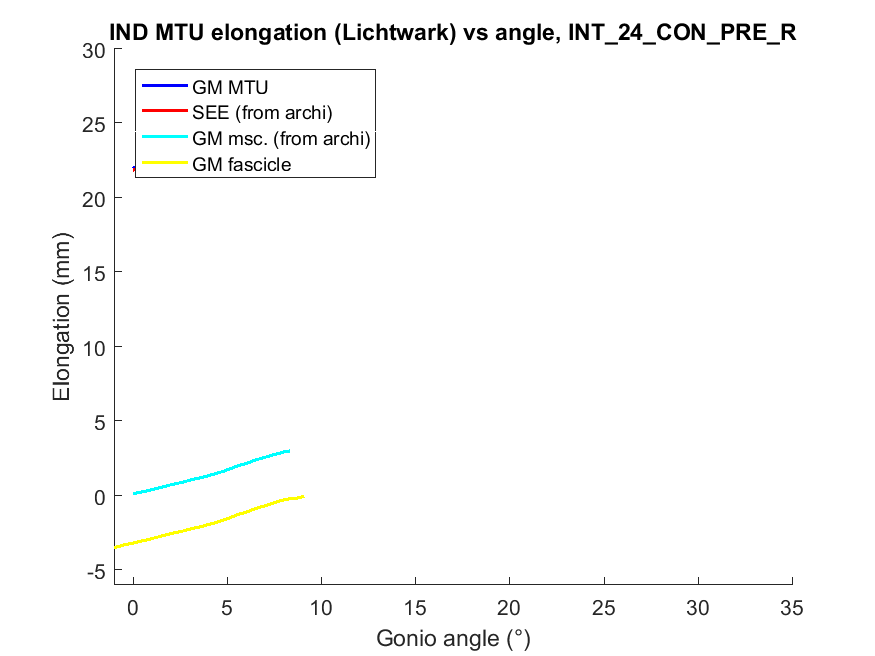 IND MTU elongation (Lichtwark) vs angle, INT_24_CON_PRE_R
30
25
20
15
10
5
0
-5
Elongation (mm)
GM MTU
SEE (from archi)
GM msc. (from archi)
GM fascicle
0 5 10 15 20 25 30 35
Gonio angle (°)